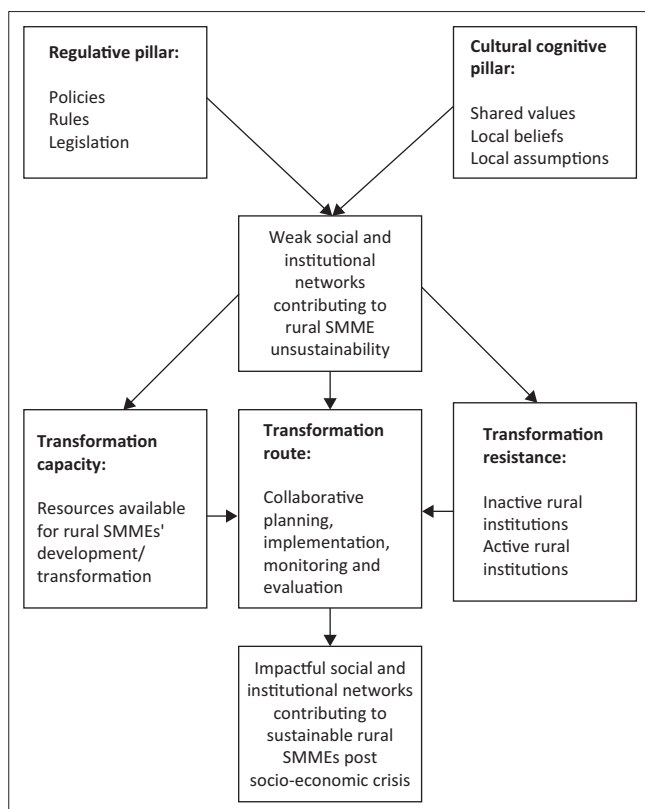 Regulative pillar:
Policies
Rules
Legislation
Cultural cognitive
pillar:
Shared values
Local beliefs
Local assumptions
Weak social and
institutional
networks
contributing to
rural SMME
unsustainability
Transformation
capacity:
Resources available
for rural SMMEs'
development/
transformation
Transformation
route:
Collaborative
planning,
implementation,
monitoring and
evaluation
Transformation
resistance:
Inactive rural
institutions
Active rural
institutions
Impactful social and
institutional networks
contributing to
sustainable rural
SMMEs post
socio-economic crisis